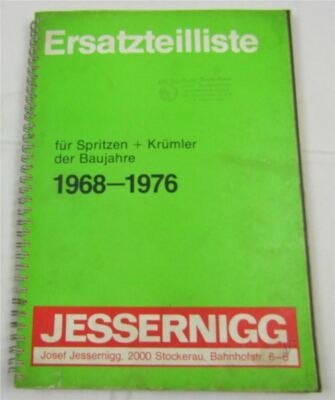 Ersatzteilliste
für Spritzen + Krümler
der Baujahre
1968—1976
JESSERNIGG
Josef Jessernigg, 2000 Stockerau, Bahnhofstr. 6–8